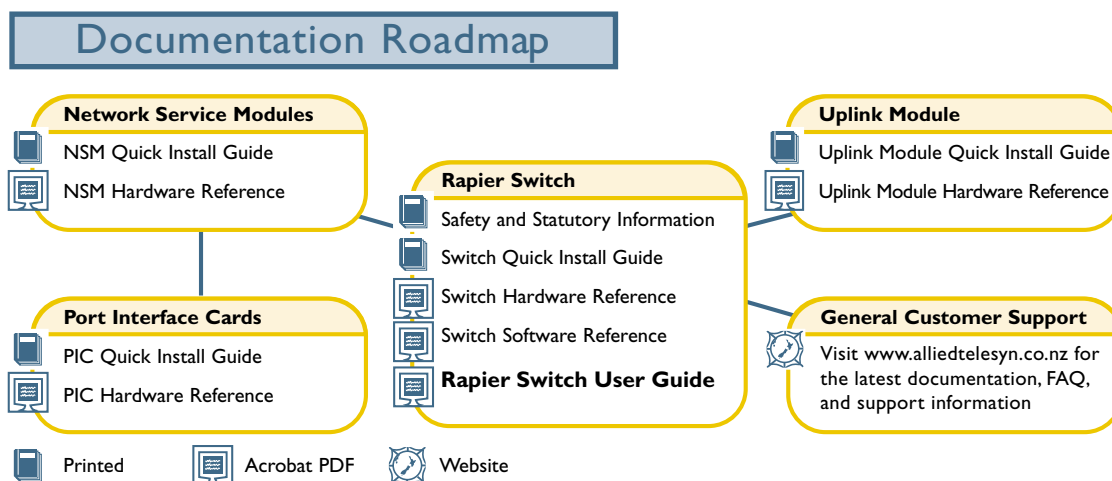 Documentation Roadmap
Network Service Modules
NSM Quick Install Guide
NSM Hardware Reference
Port Interface Cards
PIC Quick Install Guide
PIC Hardware Reference
Rapier Switch
Safety and Statutory Information
Switch Quick Install Guide
Switch Hardware Reference
Switch Software Reference
Rapier Switch User Guide
Uplink Module
Uplink Module Quick Install Guide
Uplink Module Hardware Reference
General Customer Support
Visit www.alliedtelesyn.co.nz for
the latest documentation, FAQ,
and support information
Printed
Acrobat PDF
Website